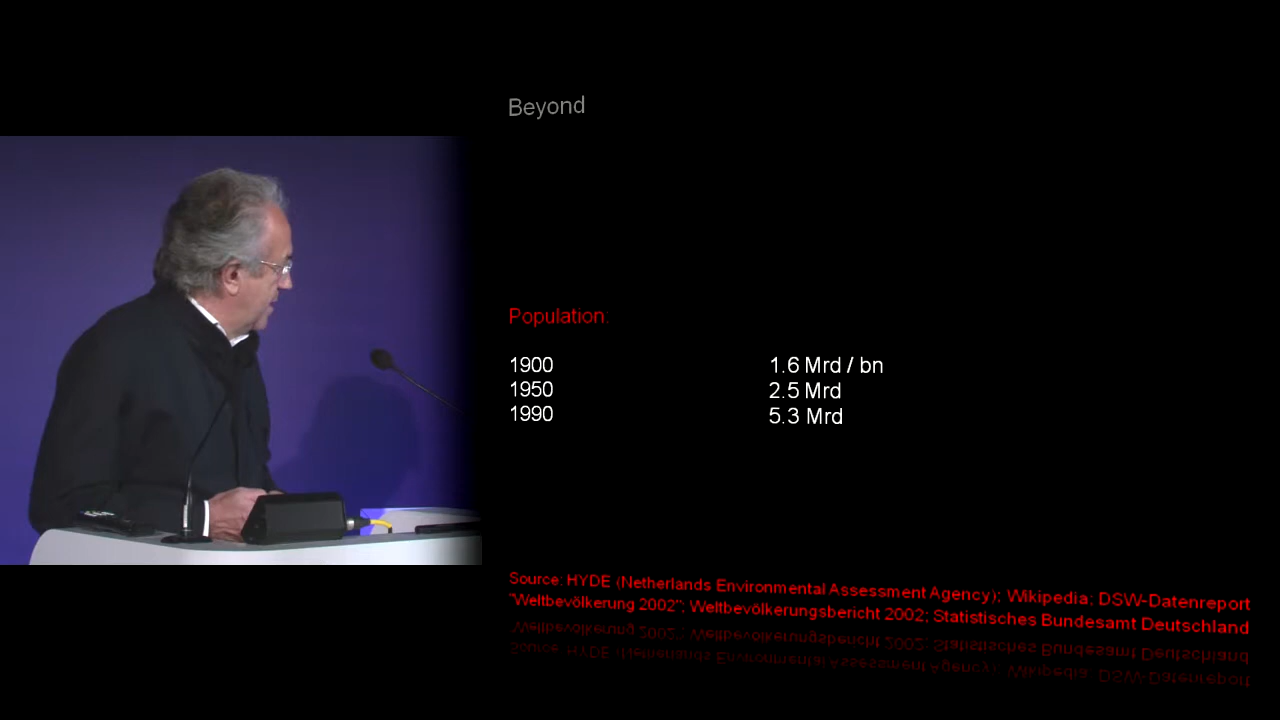 Beyond
Population:
1900 1.6 Mrd / bn
1950 2.5 Mrd
1990 5.3 Mrd
Source: HYDE (Netherlands Environmental Assessment Agency); Wikipedia; DSW-Datenreport
"Weltbevölkerung 2002"; Weltbevölkerungsbericht 2002; Statistisches Bundesamt Deutschland